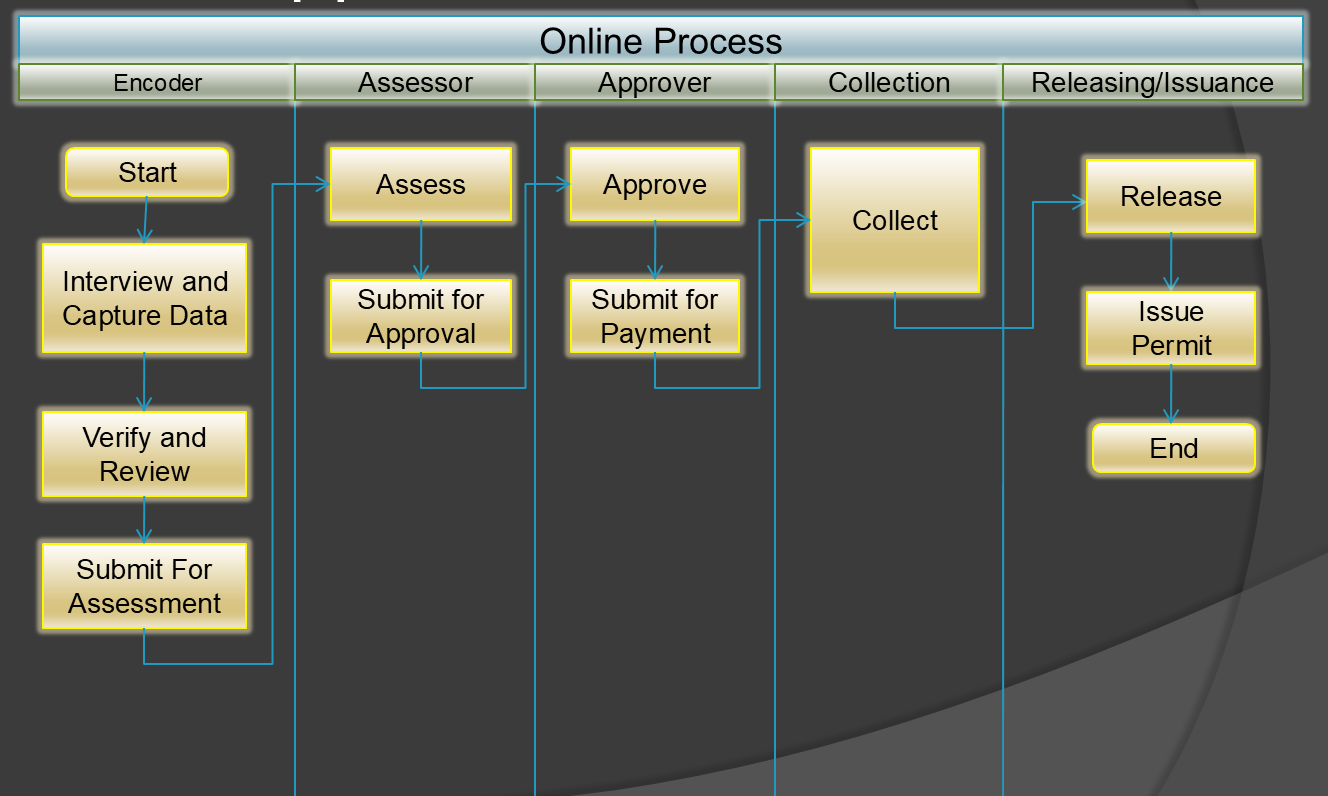 Online Process
Encoder
Assessor
Approver
Collection
Releasing/Issuance
Start
Interview and
Capture Data
Verify and
Review
Submit For
Assessment
Assess
Submit for
Approval
Approve
Submit for
Payment
Collect
Release
Issue
Permit
End